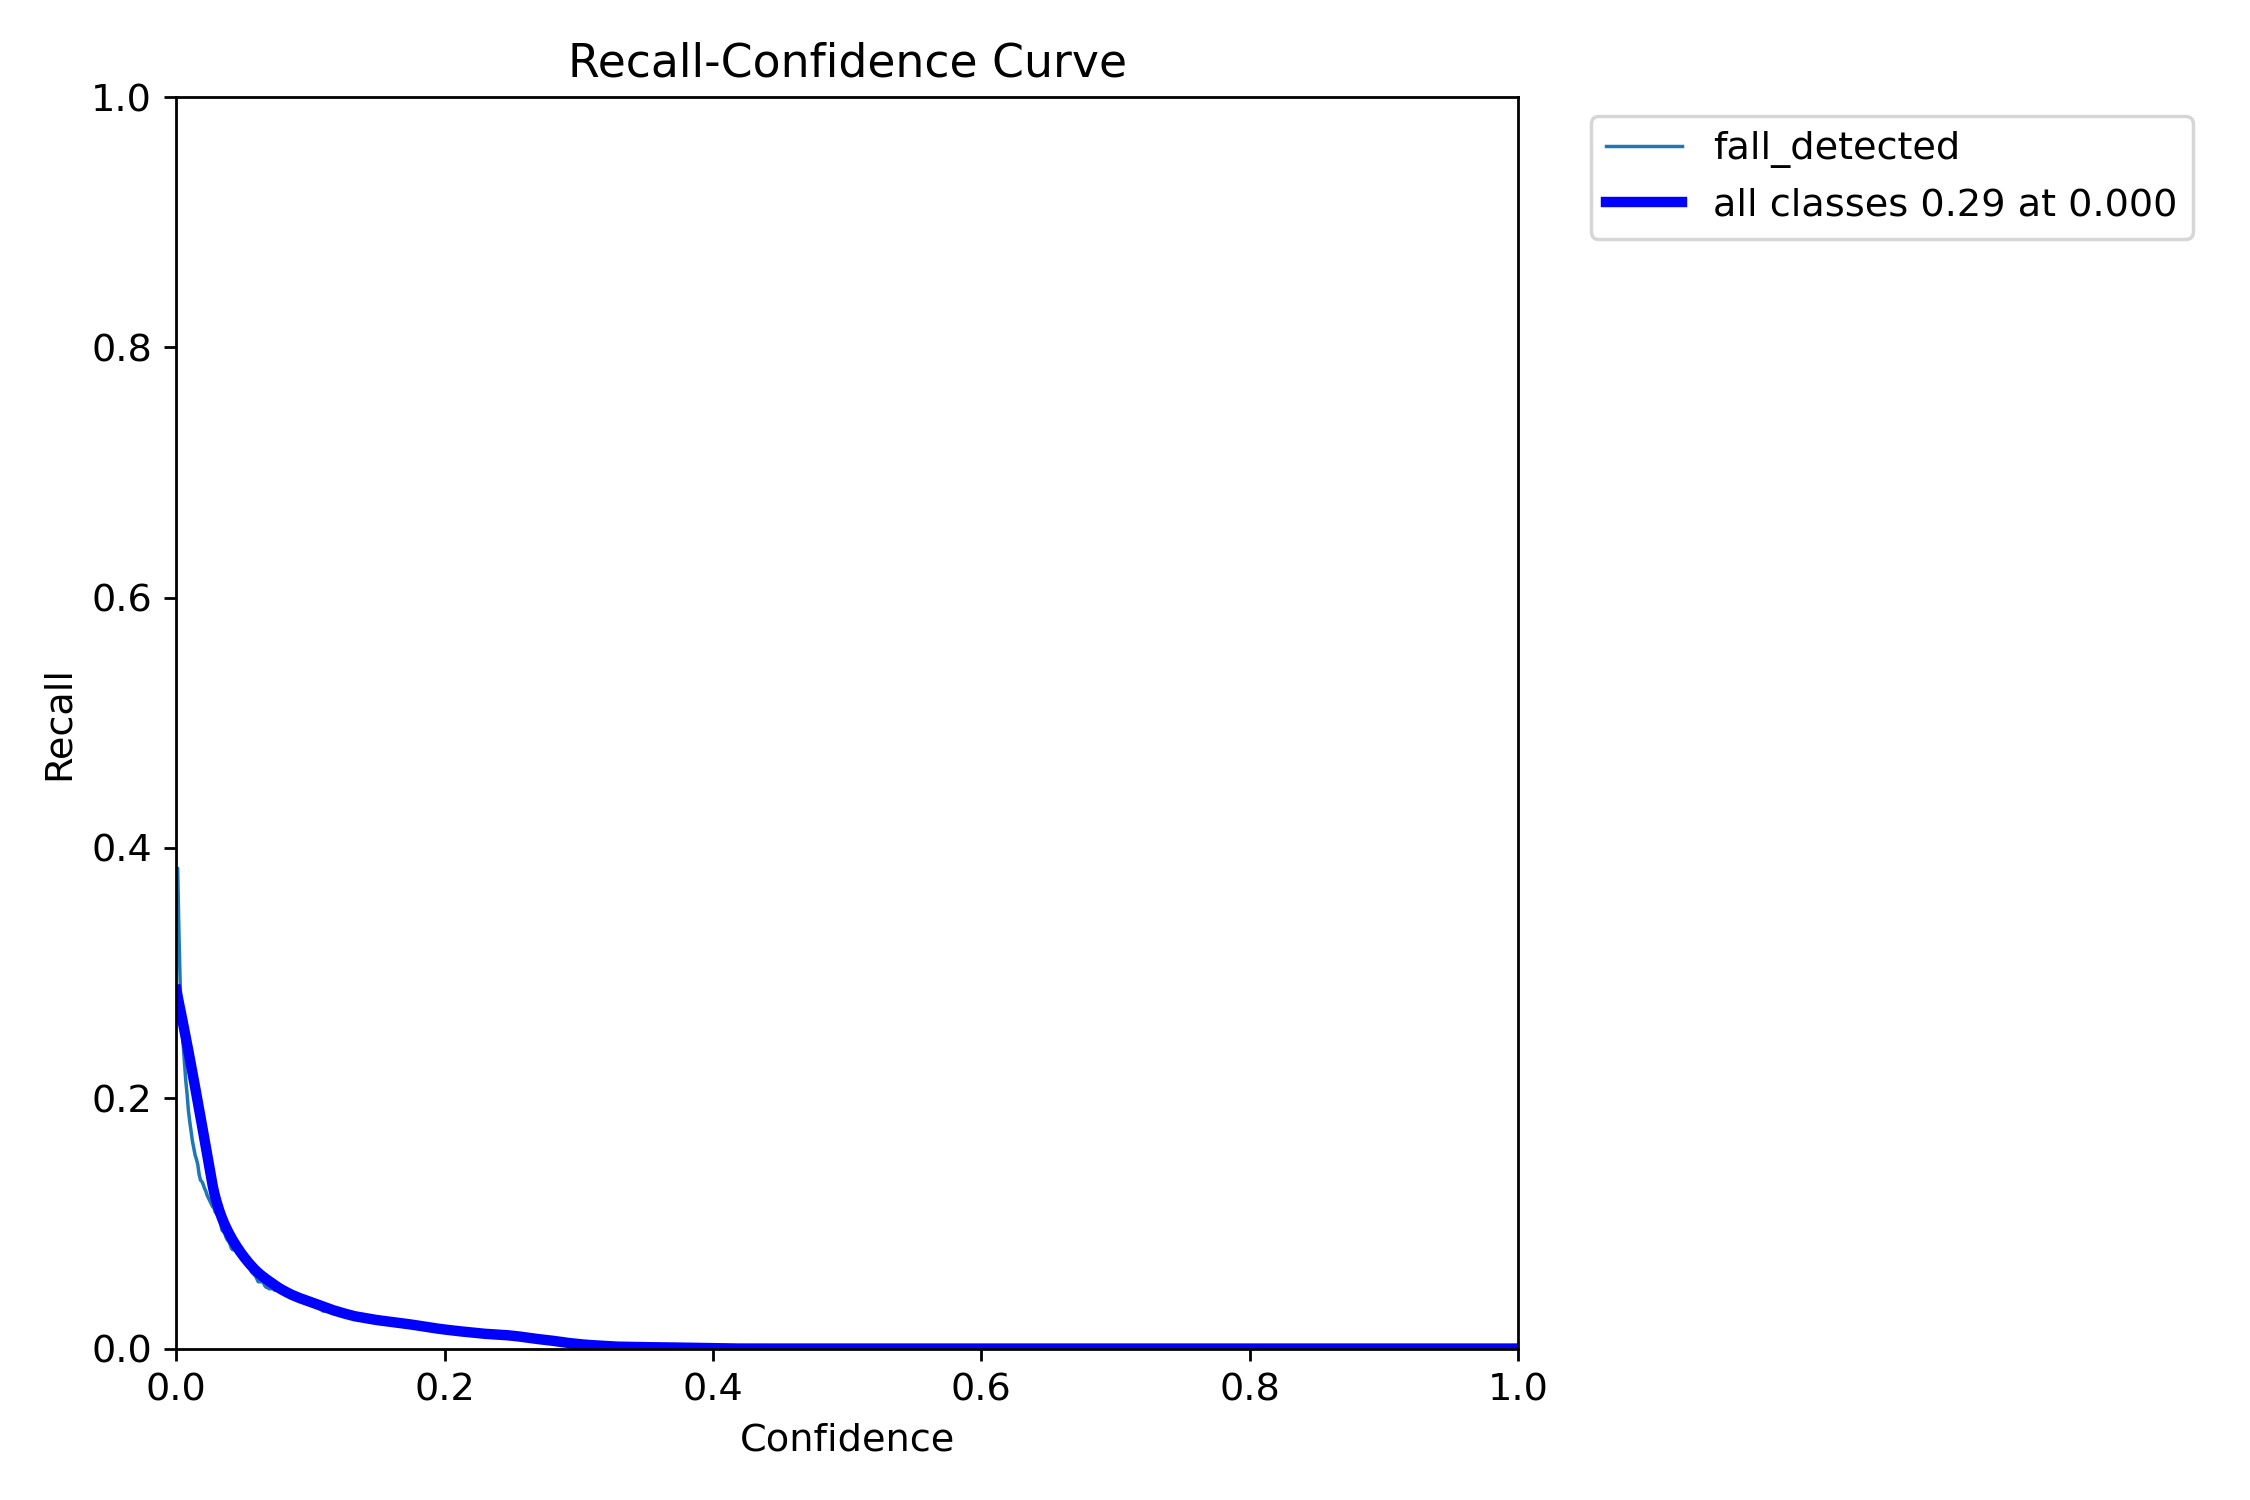 Recall-Confidence Curve
1.0
0.8
0.6
0.4
0.2
0.0
Recall
0.0 0.2 0.4 0.6 0.8 1.0
Confidence
fall_detected
all classes 0.29 at 0.000